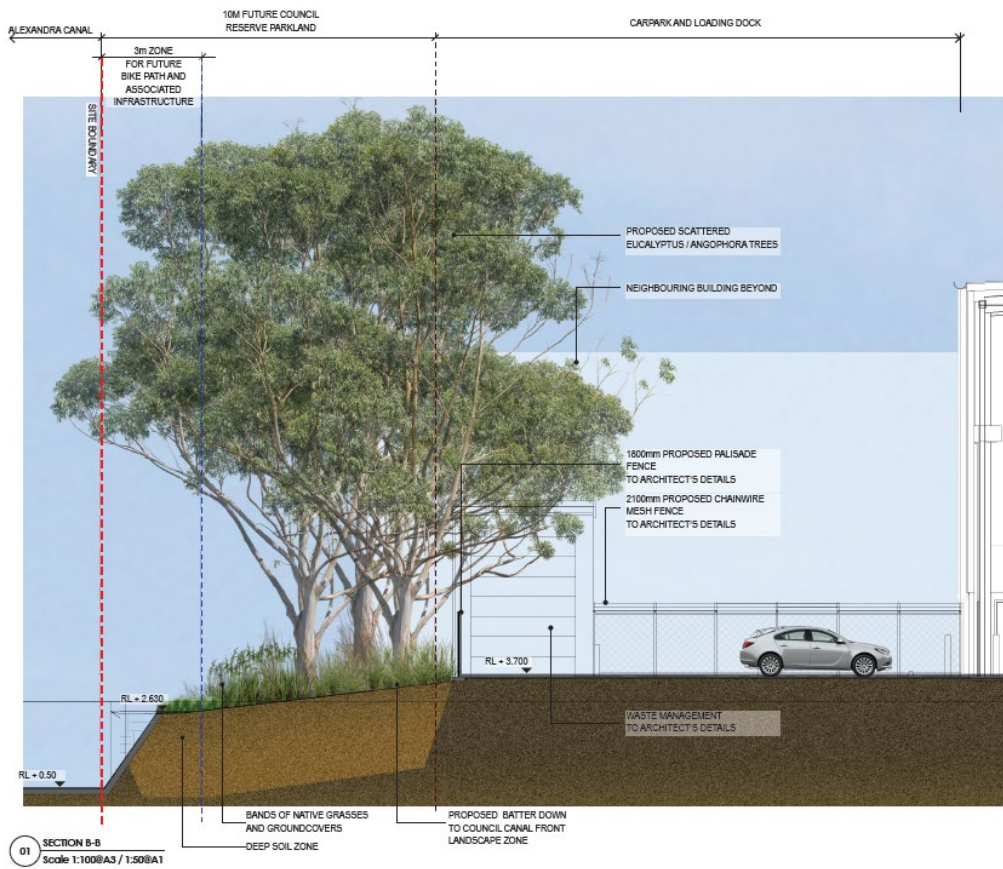 10M FUTURE COUNCIL
RESERVE PARKLAND
CARPARK AND LOADING DOCK
ALEXANDRA CANAL
3m ZONE
FOR FUTURE
BIKE PATH AND
ASSOCIATED
INFRASTRUCTURE
SITE BOUNDARY
PROPOSED SCATTERED
EUCALYPTUS / ANGOPHORA TREES
NEIGHBOURING BUILDING BEYOND
1800mm PROPOSED PALISADE
FENCE
TO ARCHITECT'S DETAILS
2100mm PROPOSED CHAINWIRE
MESH FENCE
TO ARCHITECT'S DETAILS
RL + 3.700
RL + 2.630
WASTE MANAGEMENT
TO ARCHITECT'S DETAILS
RL + 0.50
BANDS OF NATIVE GRASSES
AND GROUNDCOVERS
DEEP SOIL ZONE
PROPOSED BATTER DOWN
TO COUNCIL CANAL FRONT
LANDSCAPE ZONE
01 SECTION B-B
Scale 1:100@A3 / 1:50@A1